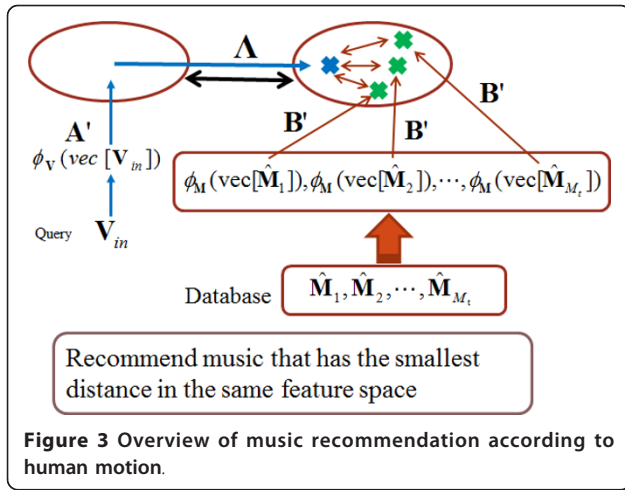 Λ
B'
B'
B'
A'
ϕ_V(vec [V_in])
ϕ_M(vec[M̂_1]),ϕ_M(vec[M̂_2]),⋯,ϕ_M(vec[M̂_{M_t}])
Query V_in
Database M̂_1,M̂_2,⋯,M̂_{M_t}
Recommend music that has the smallest
distance in the same feature space
Figure 3 Overview of music recommendation according to
human motion.